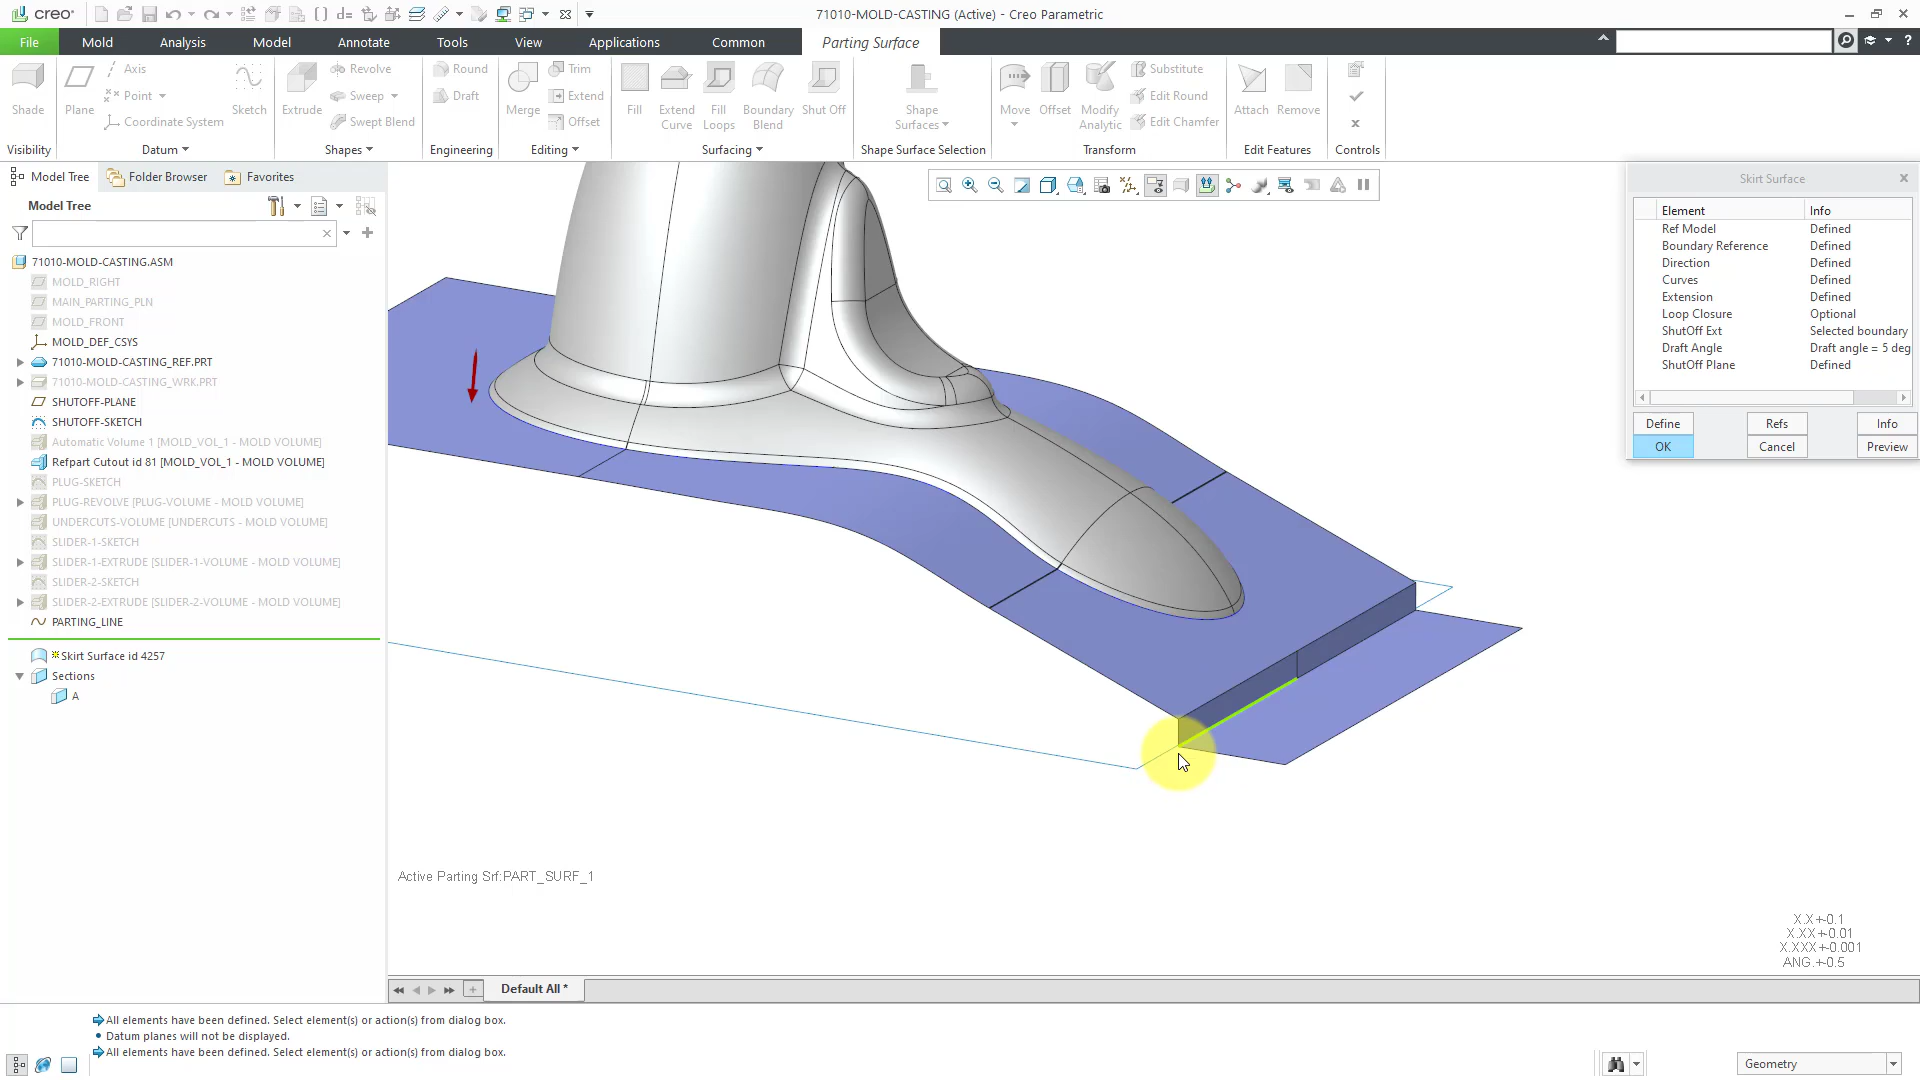 creo
71010-MOLD-CASTING (Active) - Creo Parametric
File Mold Analysis Model Annotate Tools View Applications Common Parting Surface
Shade
Plane
Axis
Point
Coordinate System
Sketch
Extrude
Revolve
Sweep
Swept Blend
Round
Draft
Merge
Trim
Extend
Offset
Fill
Extend Curve
Fill Loops
Boundary Blend
Shut Off
Shape Surfaces
Move
Offset
Modify Analytic
Substitute
Edit Round
Edit Chamfer
Attach
Remove
Visibility Datum Shapes Engineering Editing Surfacing Shape Surface Selection Transform Edit Features Controls
Model Tree Folder Browser Favorites
Model Tree
71010-MOLD-CASTING.ASM
MOLD_RIGHT
MAIN_PARTING_PLN
MOLD_FRONT
MOLD_DEF_CSYS
71010-MOLD-CASTING_REF.PRT
71010-MOLD-CASTING_WRK.PRT
SHUTOFF-PLANE
SHUTOFF-SKETCH
Automatic Volume 1 [MOLD_VOL_1 - MOLD VOLUME]
Refpart Cutout id 81 [MOLD_VOL_1 - MOLD VOLUME]
PLUG-SKETCH
PLUG-REVOLVE [PLUG-VOLUME - MOLD VOLUME]
UNDERCUTS-VOLUME [UNDERCUTS - MOLD VOLUME]
SLIDER-1-SKETCH
SLIDER-1-EXTRUDE [SLIDER-1-VOLUME - MOLD VOLUME]
SLIDER-2-SKETCH
SLIDER-2-EXTRUDE [SLIDER-2-VOLUME - MOLD VOLUME]
PARTING_LINE
Skirt Surface id 4257
Sections
A
Skirt Surface
Element Info
Ref Model Defined
Boundary Reference Defined
Direction Defined
Curves Defined
Extension Defined
Loop Closure Optional
ShutOff Ext Selected boundary
Draft Angle Draft angle = 5 deg
ShutOff Plane Defined
Define Refs Info
OK Cancel Preview
Active Parting Srf:PART_SURF_1
X.X+-0.1
X.XX+-0.01
X.XXX+-0.001
ANG.+-0.5
Default All *
All elements have been defined. Select element(s) or action(s) from dialog box.
• Datum planes will not be displayed.
All elements have been defined. Select element(s) or action(s) from dialog box.
Geometry